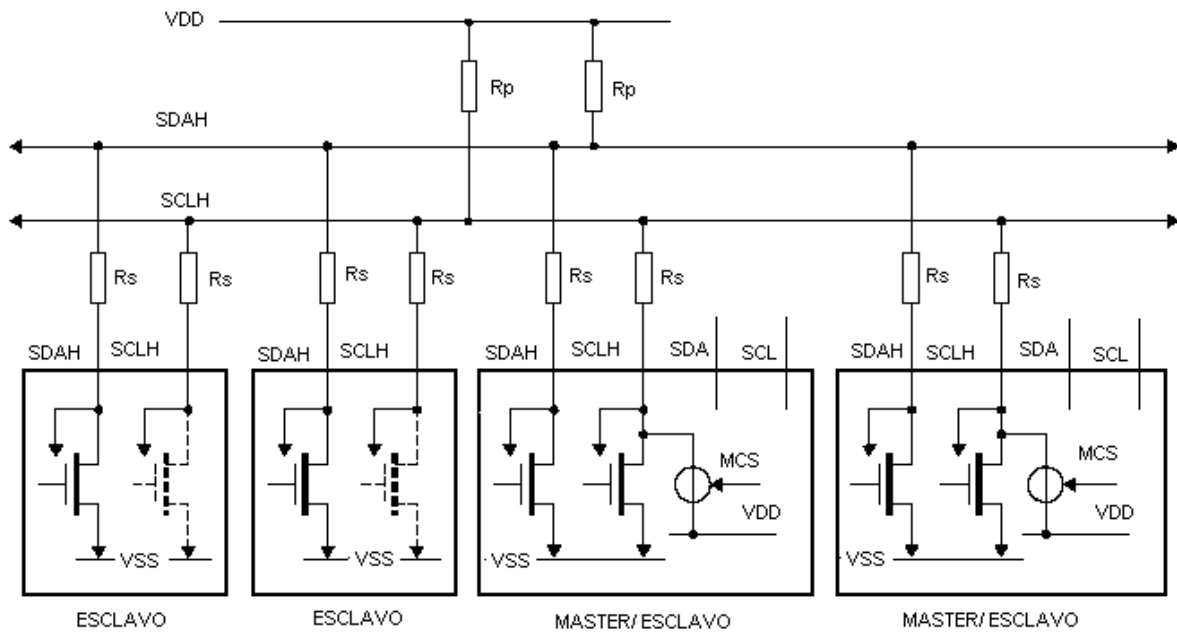 VDD
Rp Rp
SDAH
SCLH
Rs Rs Rs Rs Rs Rs Rs Rs
SDAH SCLH SDAH SCLH SDAH SCLH SDA SCL SDAH SCLH SDA SCL
MCS MCS
VDD VDD
VSS VSS VSS VSS
ESCLAVO ESCLAVO MASTER/ ESCLAVO MASTER/ ESCLAVO